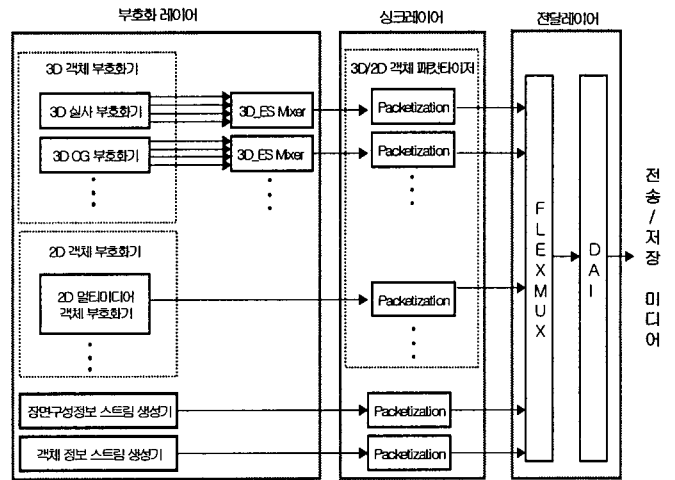 부호화 레이어
싱크레이어
전달레이어
3D 객체 부호화기
3D 실사 부호화기
3D_ES Mixer
3D CG 부호화기
3D_ES Mixer
3D/2D 객체 패킷타이저
Packetization
Packetization
2D 객체 부호화기
2D 멀티미디어
객체 부호화기
Packetization
장면구성정보 스트림 생성기
Packetization
객체 정보 스트림 생성기
Packetization
FLEXMUX
DAI
전송/저장 미디어